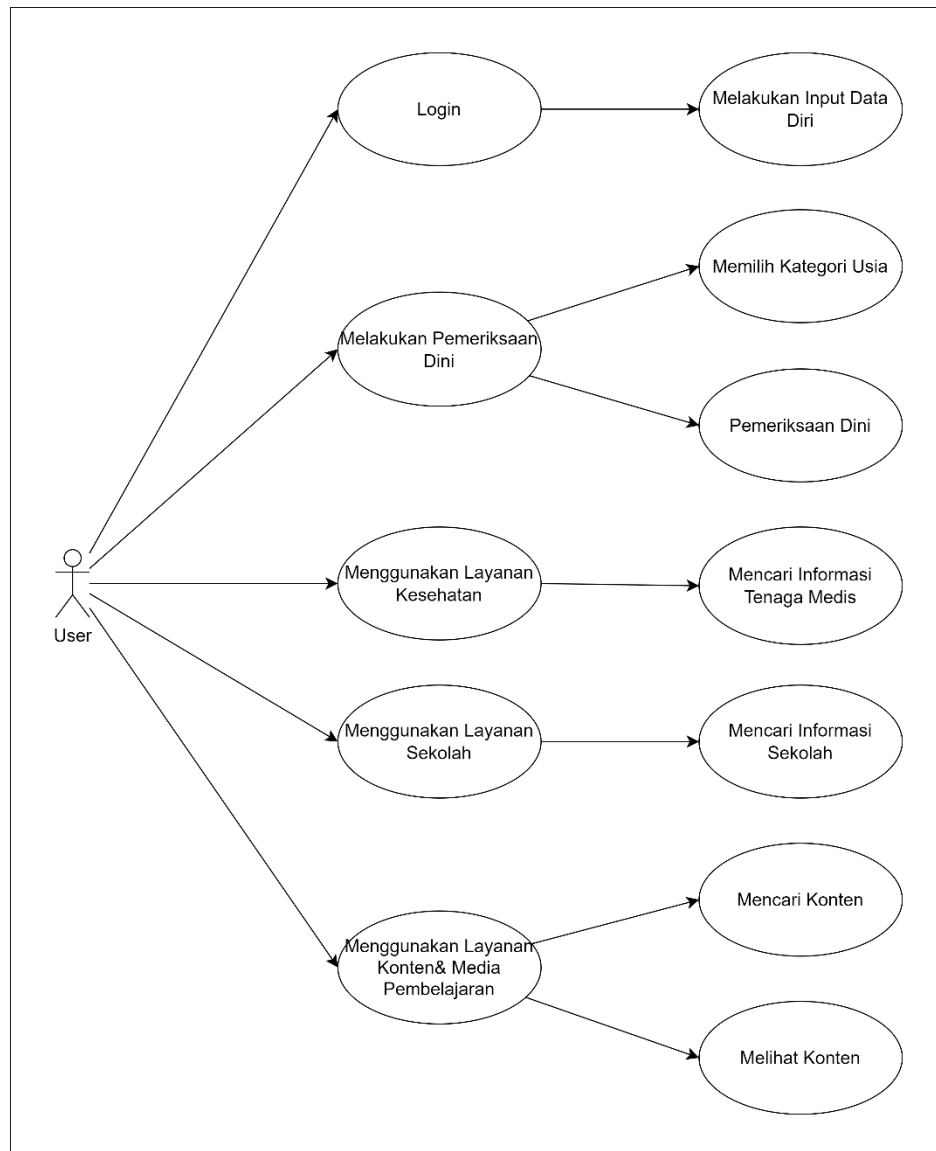 Login
Melakukan Input Data
Diri
Memilih Kategori Usia
Melakukan Pemeriksaan
Dini
Pemeriksaan Dini
User
Menggunakan Layanan
Kesehatan
Mencari Informasi
Tenaga Medis
Menggunakan Layanan
Sekolah
Mencari Informasi
Sekolah
Mencari Konten
Menggunakan Layanan
Konten& Media
Pembelajaran
Melihat Konten